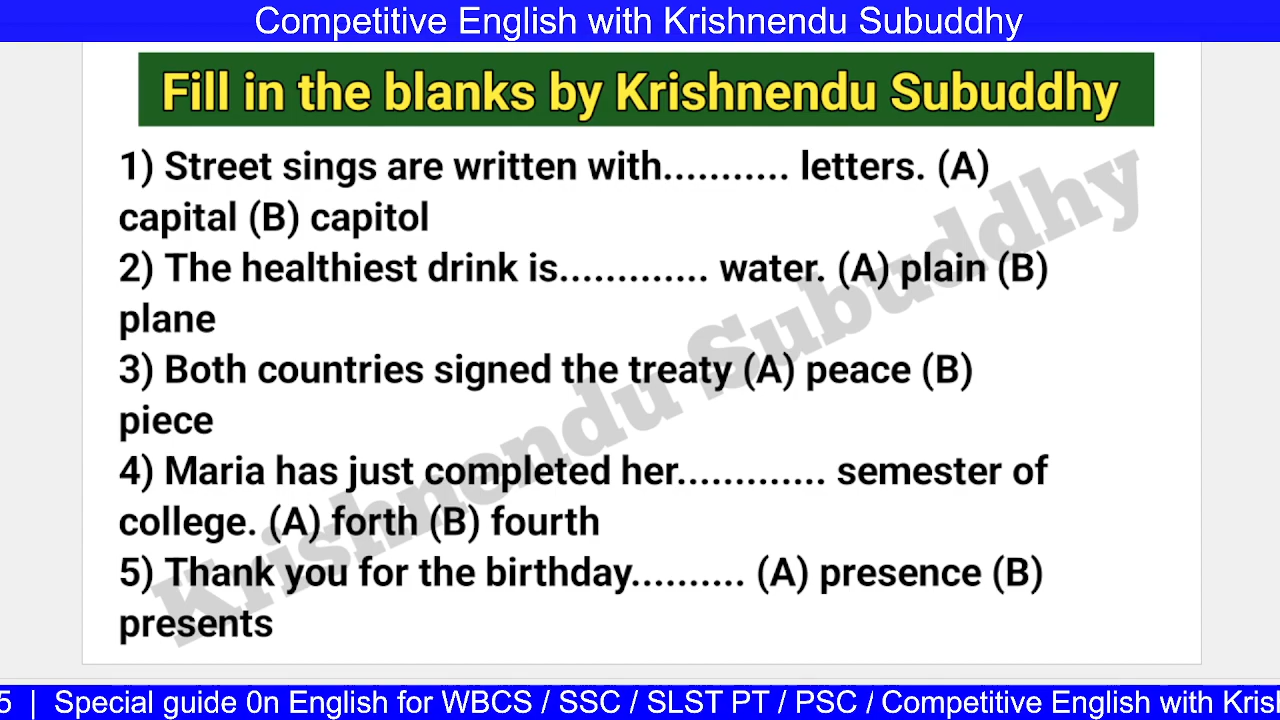 Competitive English with Krishnendu Subuddhy
Fill in the blanks by Krishnendu Subuddhy
1) Street sings are written with........... letters. (A)
capital (B) capitol
2) The healthiest drink is............. water. (A) plain (B)
plane
3) Both countries signed the treaty (A) peace (B)
piece
4) Maria has just completed her............. semester of
college. (A) forth (B) fourth
5) Thank you for the birthday.......... (A) presence (B)
presents
Krishnendu Subuddhy
5 | Special guide 0n English for WBCS / SSC / SLST PT / PSC / Competitive English with Krish